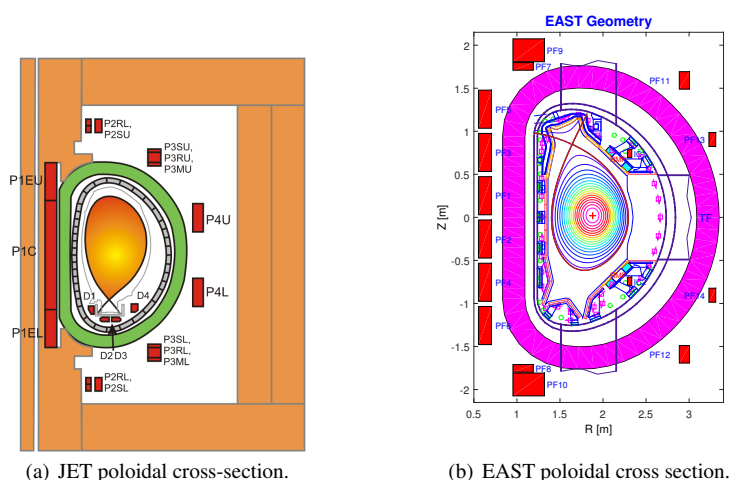 P2RL,
P2SU
P3SU,
P3RU,
P3MU
P1EU
P4U
P1C
D1
D4
P4L
P1EL
D2 D3
P3SL,
P3RL,
P3ML
P2RL,
P2SL
(a) JET poloidal cross-section.
EAST Geometry
2
1.5
1
0.5
0
-0.5
-1
-1.5
-2
Z [m]
PF9
PF7
PF11
PF5
PF13
PF3
PF1
TF
PF2
PF4
PF14
PF6
PF12
PF8
PF10
0.5 1 1.5 2 2.5 3
R [m]
(b) EAST poloidal cross section.